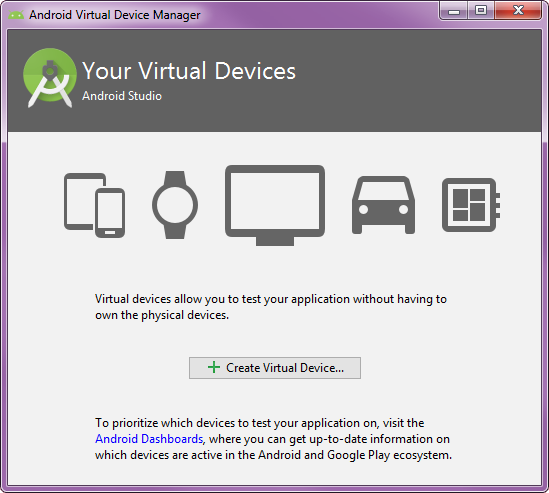 Android Virtual Device Manager
Your Virtual Devices
Android Studio
Virtual devices allow you to test your application without having to
own the physical devices.
Create Virtual Device...
To prioritize which devices to test your application on, visit the
Android Dashboards, where you can get up-to-date information on
which devices are active in the Android and Google Play ecosystem.